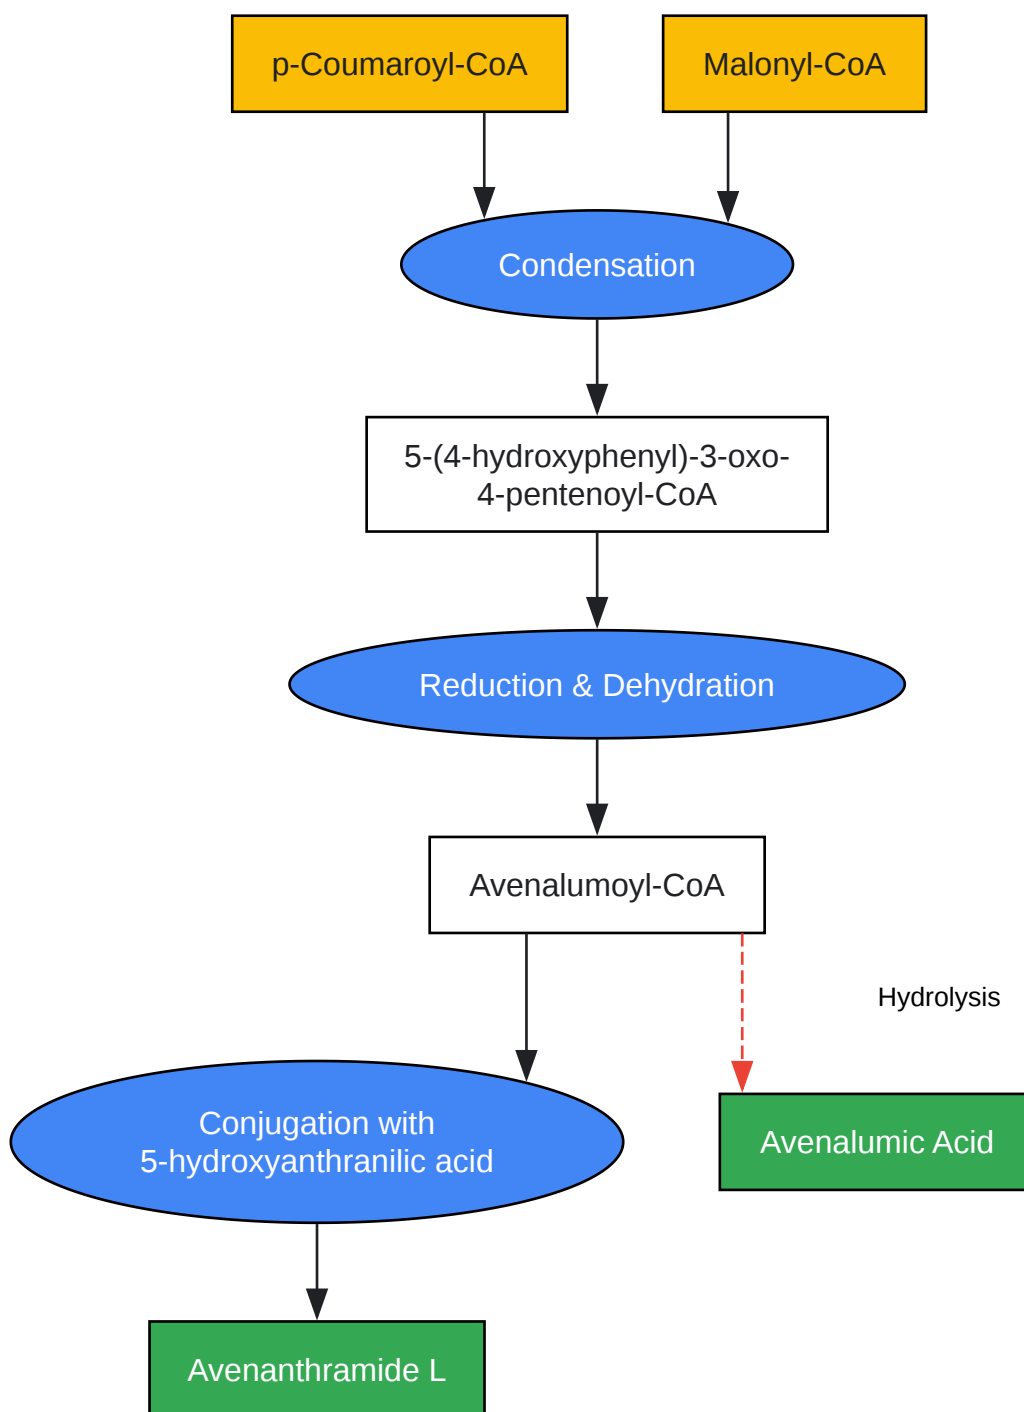 p-Coumaroyl-CoA
Malonyl-CoA
Condensation
5-(4-hydroxyphenyl)-3-oxo-
4-pentenoyl-CoA
Reduction & Dehydration
Avenalumoyl-CoA
Hydrolysis
Conjugation with
5-hydroxyanthranilic acid
Avenalumic Acid
Avenanthramide L